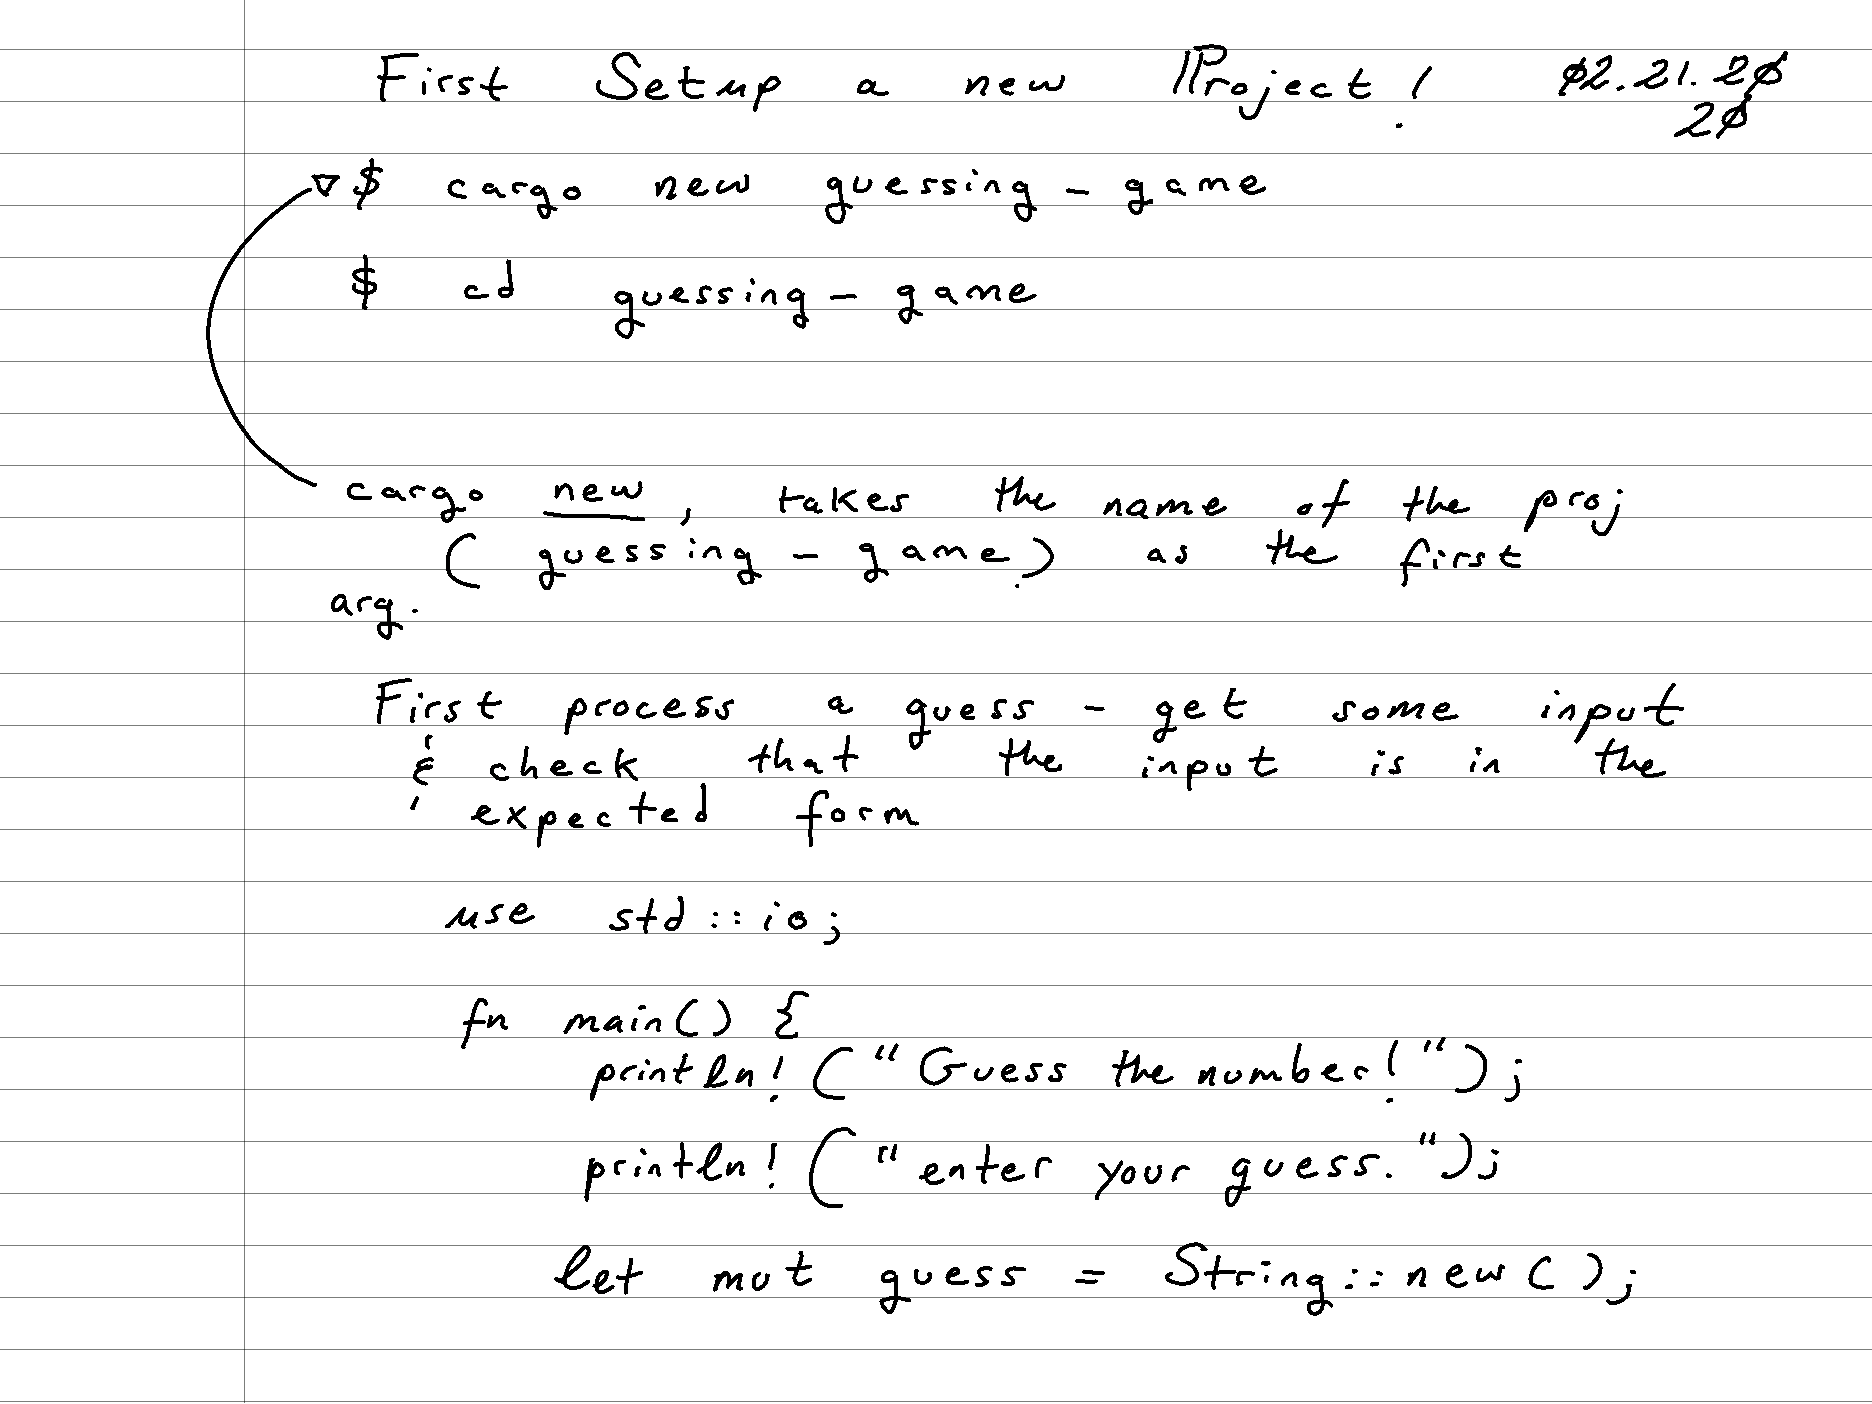 First Setup a new Project! 02.21.20
20
$ cargo new guessing-game
$ cd guessing-game
cargo new, takes the name of the proj
(guessing-game) as the first
arg.
First process a guess - get some input
& check that the input is in the
expected form
use std::io;
fn main() {
println! ("Guess the number!");
println! ("enter your guess.");
let mut guess = String::new();